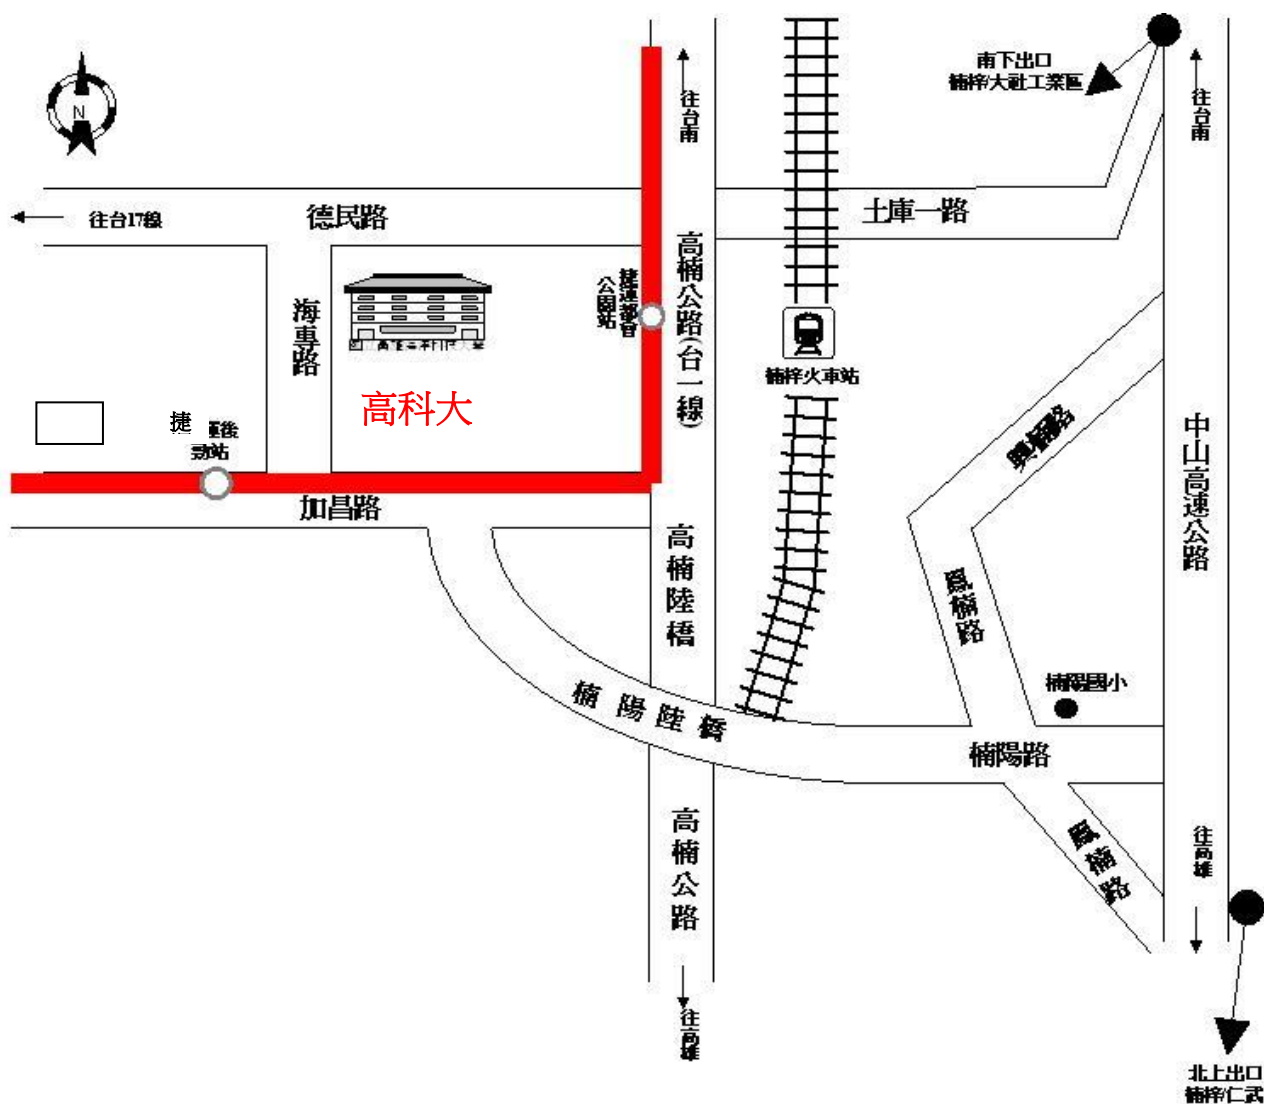 N
南下出口
楠梓/大社工業區
往台南
往台南
往台17線
德民路
土庫一路
高楠公路(台一線)
捷運都會
公園站
海專路
高科大
楠梓火車站
捷運後
勁站
興楠路
中山高速公路
加昌路
高楠陸橋
鳳楠路
楠陽國小
楠陽陸橋
楠陽路
高楠公路
鳳楠路
往高雄
往高雄
北上出口
楠梓/仁武